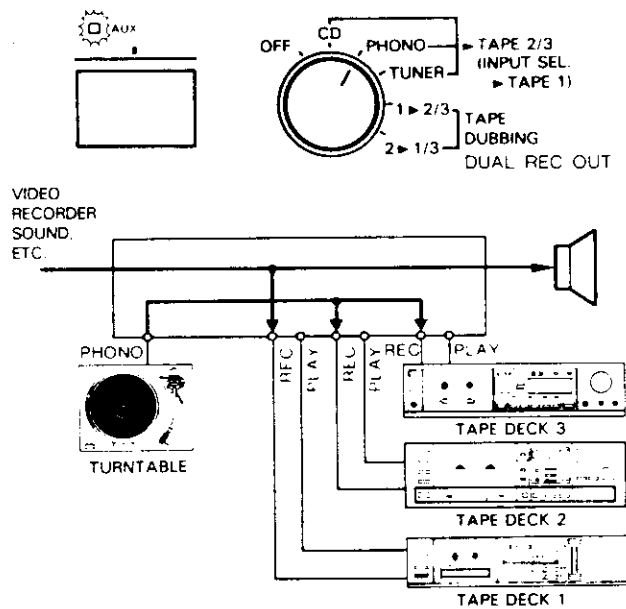 AUX
OFF
CD
PHONO
TUNER
▶ TAPE 2/3
(INPUT SEL.
▶ TAPE 1)
1 ▶ 2/3
2 ▶ 1/3
TAPE
DUBBING
DUAL REC OUT
VIDEO
RECORDER
SOUND,
ETC.
PHONO
REC
PLAY
REC
PLAY
REC
PLAY
TURNTABLE
TAPE DECK 3
TAPE DECK 2
TAPE DECK 1